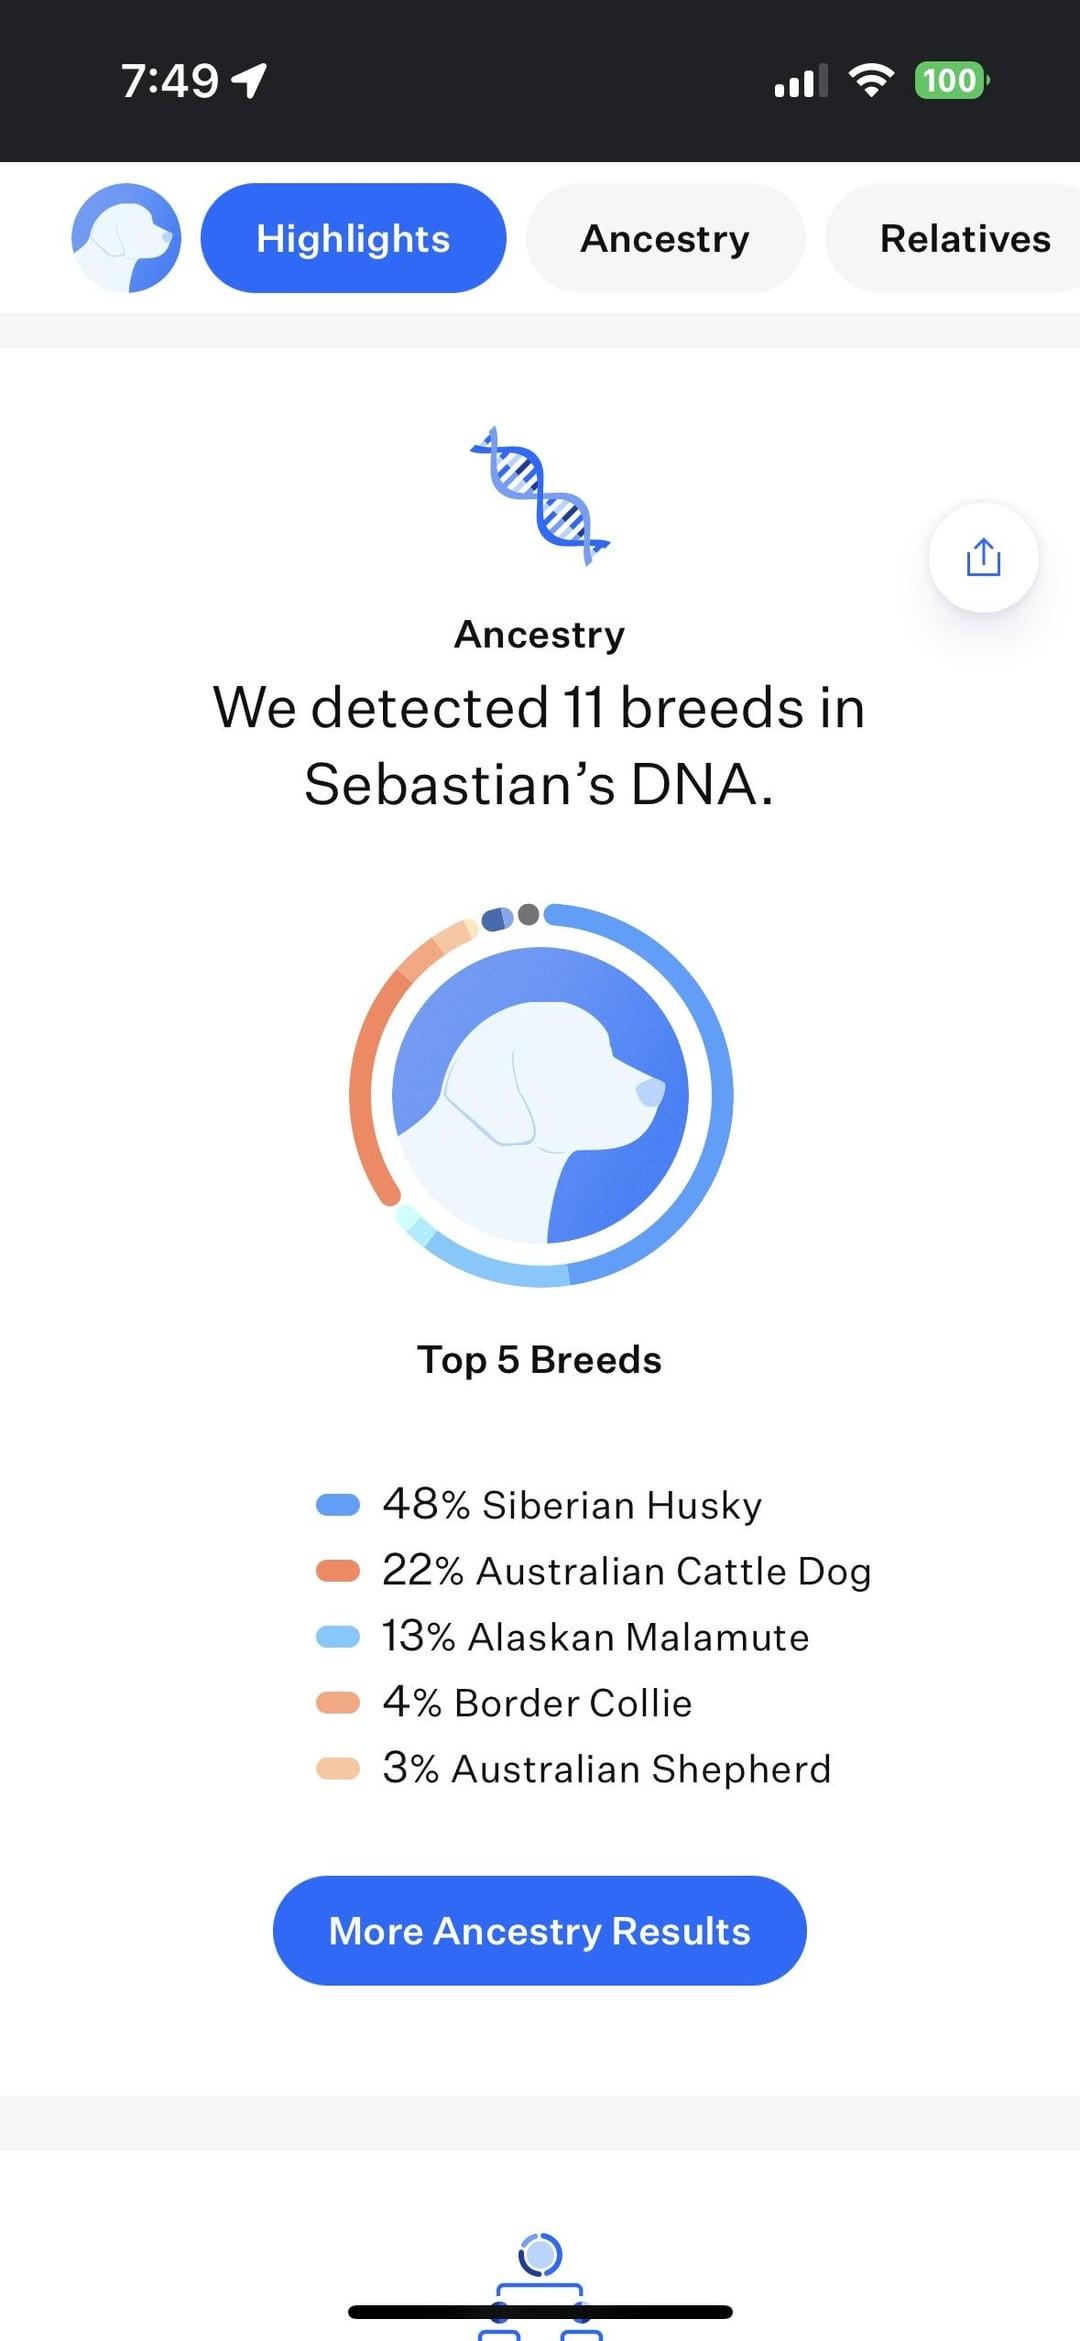 7:49
100
Highlights
Ancestry
Relatives
Ancestry
We detected 11 breeds in
Sebastian’s DNA.
Top 5 Breeds
48% Siberian Husky
22% Australian Cattle Dog
13% Alaskan Malamute
4% Border Collie
3% Australian Shepherd
More Ancestry Results